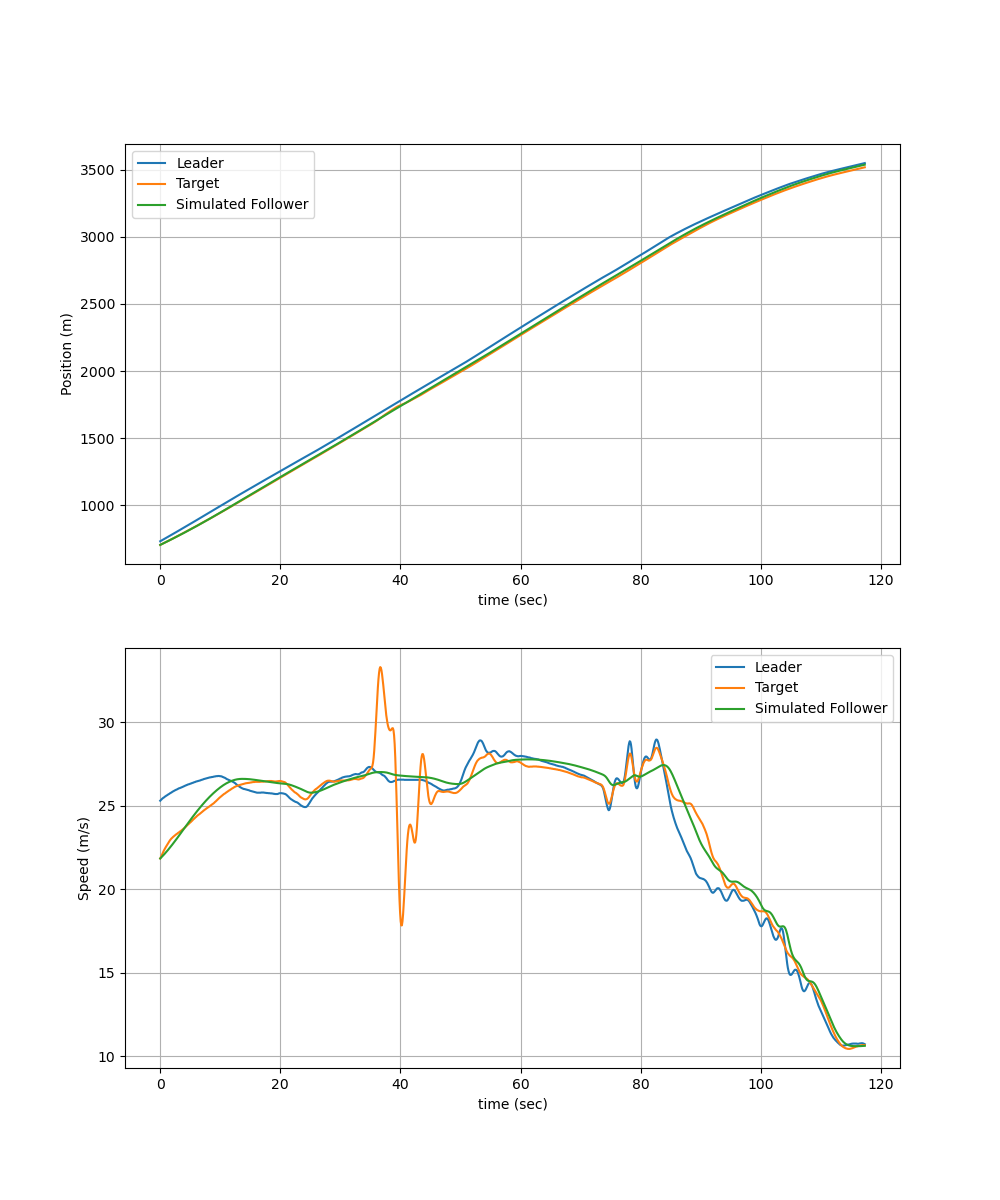 Leader
Target
Simulated Follower
3500
3000
2500
2000
1500
1000
Position (m)
0 20 40 60 80 100 120
time (sec)
Leader
Target
Simulated Follower
30
25
20
15
10
Speed (m/s)
0 20 40 60 80 100 120
time (sec)